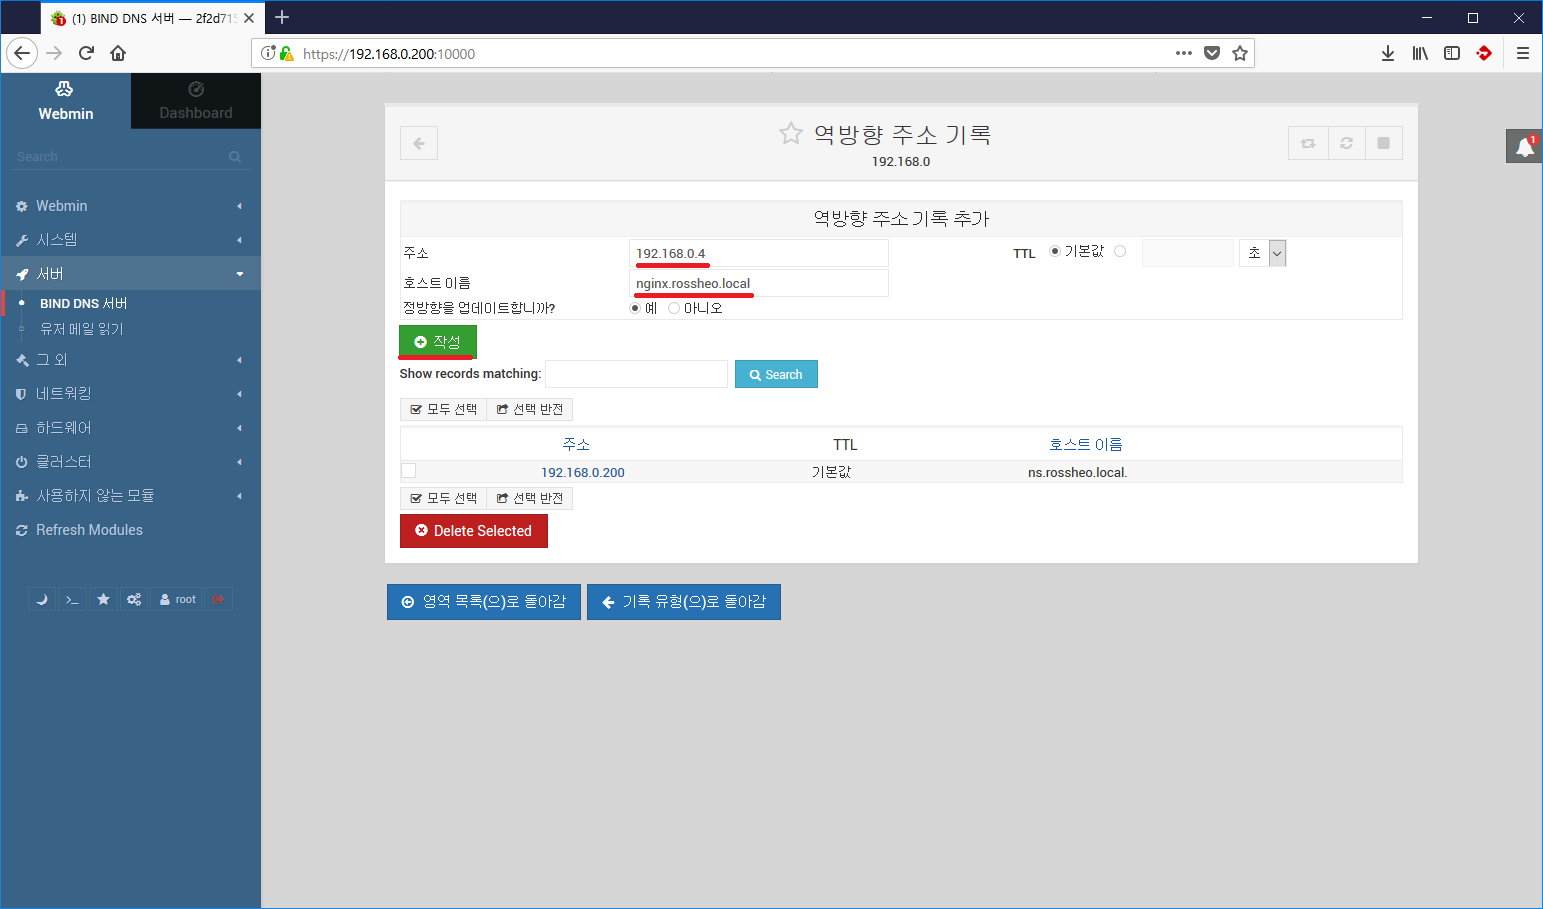 (1) BIND DNS 서버 — 2f2d715
https://192.168.0.200:10000
Webmin
Dashboard
Search
Webmin
시스템
서버
BIND DNS 서버
유저 메일 읽기
그 외
네트워킹
하드웨어
클러스터
사용하지 않는 모듈
Refresh Modules
root
역방향 주소 기록
192.168.0
1
역방향 주소 기록 추가
주소 192.168.0.4 TTL 기본값 초
호스트 이름 nginx.rossheo.local
정방향을 업데이트합니까? 예 아니오
작성
Show records matching: Search
모두 선택 선택 반전
주소 TTL 호스트 이름
192.168.0.200 기본값 ns.rossheo.local.
모두 선택 선택 반전
Delete Selected
영역 목록(으)로 돌아감 기록 유형(으)로 돌아감